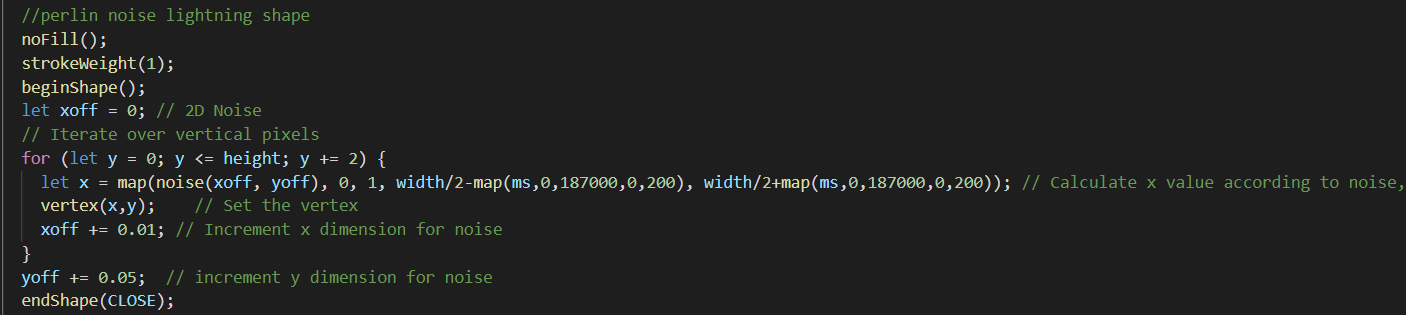 //perlin noise lightning shape
noFill();
strokeWeight(1);
beginShape();
let xoff = 0; // 2D Noise
// Iterate over vertical pixels
for (let y = 0; y <= height; y += 2) {
let x = map(noise(xoff, yoff), 0, 1, width/2-map(ms,0,187000,0,200), width/2+map(ms,0,187000,0,200)); // Calculate x value according to noise,
vertex(x,y); // Set the vertex
xoff += 0.01; // Increment x dimension for noise
}
yoff += 0.05; // increment y dimension for noise
endShape(CLOSE);